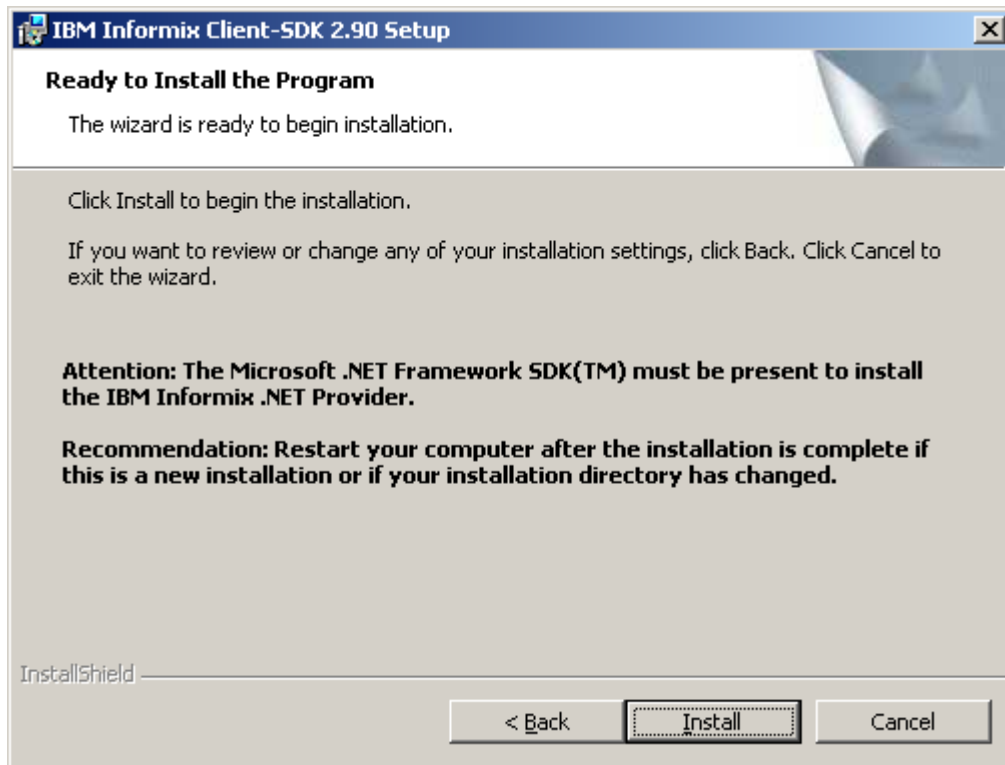 IBM Informix Client-SDK 2.90 Setup
Ready to Install the Program
The wizard is ready to begin installation.
Click Install to begin the installation.
If you want to review or change any of your installation settings, click Back. Click Cancel to
exit the wizard.
Attention: The Microsoft .NET Framework SDK(TM) must be present to install
the IBM Informix .NET Provider.
Recommendation: Restart your computer after the installation is complete if
this is a new installation or if your installation directory has changed.
InstallShield
< Back
Install
Cancel